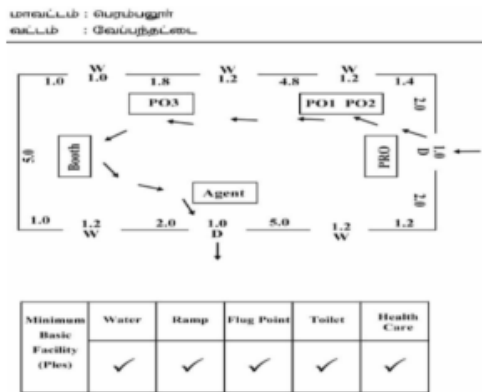 மாவட்டம் : பெரம்பலூர்
வட்டம் : வேப்பந்தட்டை
W W W
1.0 1.0 1.8 1.2 4.8 1.2 1.4
PO3 PO1 PO2 2.0
5.0 Booth PRO D 1.0
Agent 2.0
1.0 1.2 2.0 1.0 5.0 1.2 1.2
W D W
Minimum Basic Facility (Ples) Water Ramp Flug Point Toilet Health Care
✓ ✓ ✓ ✓ ✓